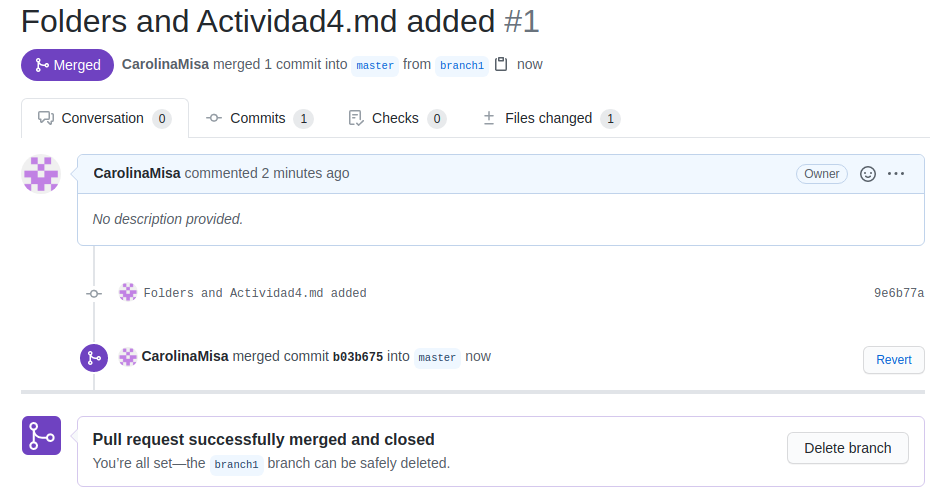 Folders and Actividad4.md added #1
Merged CarolinaMisa merged 1 commit into master from branch1 now
Conversation 0 Commits 1 Checks 0 Files changed 1
CarolinaMisa commented 2 minutes ago Owner
No description provided.
Folders and Actividad4.md added 9e6b77a
CarolinaMisa merged commit b03b675 into master now Revert
Pull request successfully merged and closed
You’re all set—the branch1 branch can be safely deleted.
Delete branch